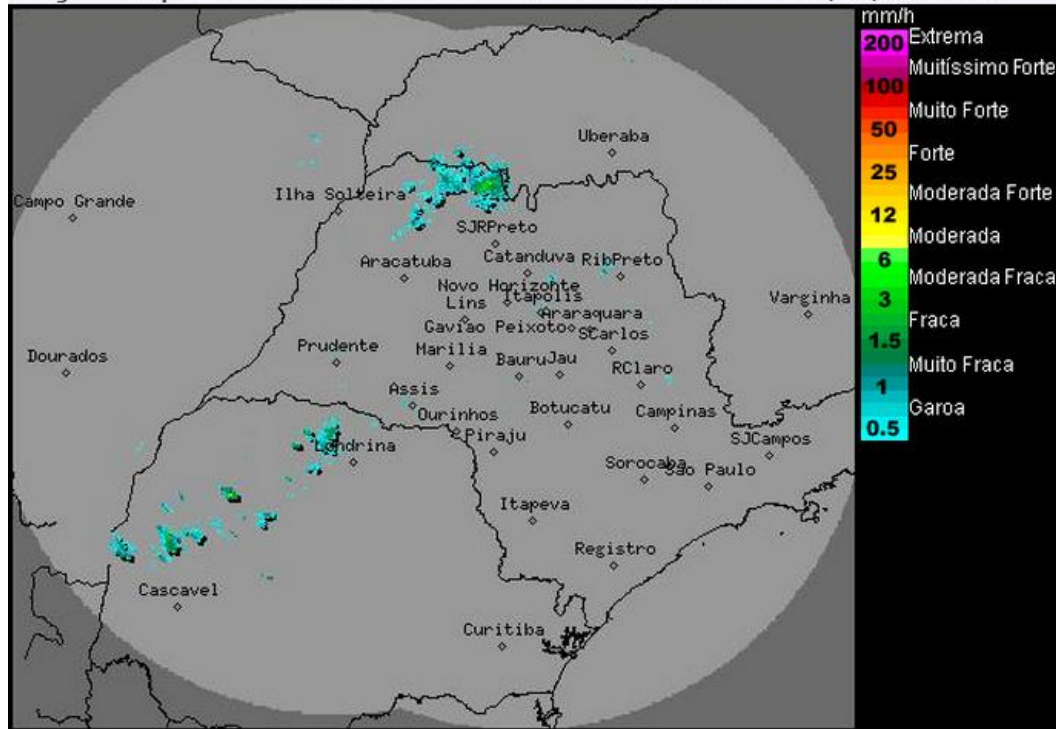 mm/h
200 Extrema
Muitíssimo Forte
100
Muito Forte
50
Forte
25
Moderada Forte
12
Moderada
6
Moderada Fraca
3
Fraca
1.5
Muito Fraca
1
Garoa
0.5
Uberaba
Campo Grande
Ilha Solteira
SJRPreto
Aracatuba
Catanduva
RibPreto
Novo Horizonte
Itapolis
Lins
Araraquara
Varginha
Gaviao Peixoto
SCarlos
Dourados
Prudente
Marilia
Bauru
Jau
RClaro
Assis
Ourinhos
Botucatu
Campinas
Piraju
SJCampos
Londrina
Sorocaba
Sao Paulo
Itapeva
Registro
Cascavel
Curitiba